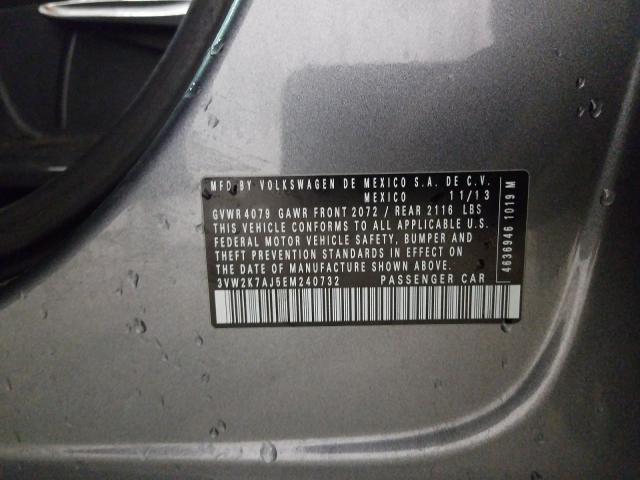 MFD BY VOLKSWAGEN DE MEXICO S.A. DE C.V.
MEXICO 11/13
GVWR 4079 GAWR FRONT 2072 / REAR 2116 LBS
THIS VEHICLE CONFORMS TO ALL APPLICABLE U.S.
FEDERAL MOTOR VEHICLE SAFETY, BUMPER AND
THEFT PREVENTION STANDARDS IN EFFECT ON
THE DATE OF MANUFACTURE SHOWN ABOVE.
3VW2K7AJ5EM240732 PASSENGER CAR
4636946 1019 M